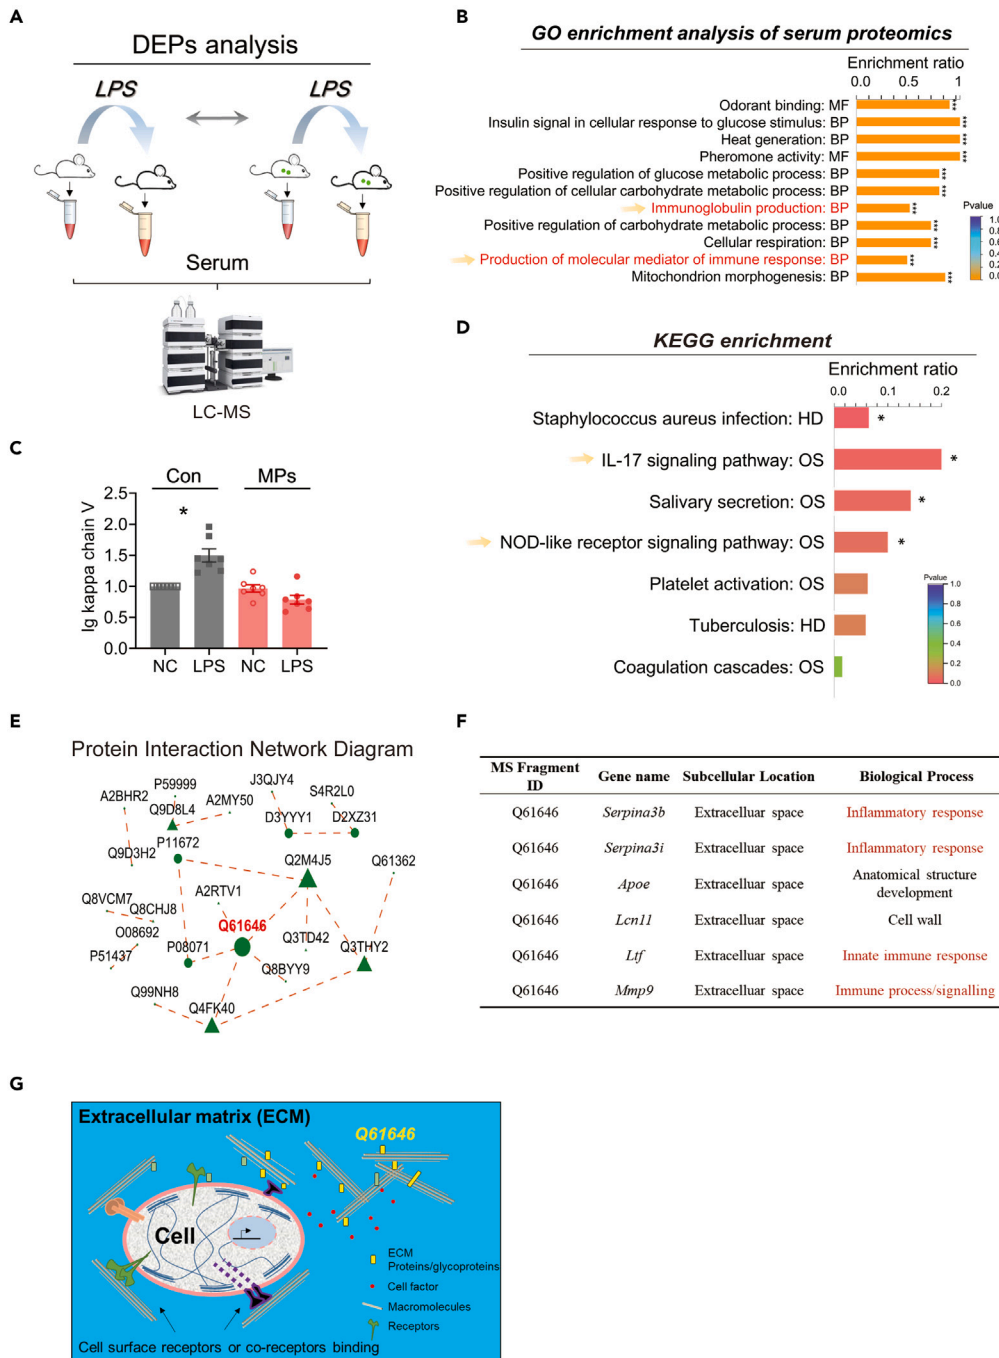 A
DEPs analysis
LPS
LPS
Serum
LC-MS
B
GO enrichment analysis of serum proteomics
Enrichment ratio
0.0 0.5 1
Odorant binding: MF ***
Insulin signal in cellular response to glucose stimulus: BP ***
Heat generation: BP ***
Pheromone activity: MF ***
Positive regulation of glucose metabolic process: BP ***
Positive regulation of cellular carbohydrate metabolic process: BP ***
Immunoglobulin production: BP ***
Positive regulation of carbohydrate metabolic process: BP ***
Cellular respiration: BP ***
Production of molecular mediator of immune response: BP ***
Mitochondrion morphogenesis: BP ***
Pvalue
1.0
0.8
0.6
0.4
0.2
0.0
C
Con MPs
Ig kappa chain V
2.5
2.0
1.5
1.0
0.5
0.0
*
NC LPS NC LPS
D
KEGG enrichment
Enrichment ratio
0.0 0.1 0.2
Staphylococcus aureus infection: HD *
IL-17 signaling pathway: OS *
Salivary secretion: OS *
NOD-like receptor signaling pathway: OS *
Platelet activation: OS
Tuberculosis: HD
Coagulation cascades: OS
Pvalue
1.0
0.8
0.6
0.4
0.2
0.0
E
Protein Interaction Network Diagram
P59999
J3QJY4
A2BHR2
A2MY50
S4R2L0
Q9D8L4
D3YYY1
D2XZ31
P11672
Q9D3H2
Q2M4J5
Q61362
A2RTV1
Q8VCM7
Q8CHJ8
Q61646
O08692
Q3TD42
P51437
P08071
Q3THY2
Q8BYY9
Q99NH8
Q4FK40
F
MS Fragment ID Gene name Subcellular Location Biological Process
Q61646 Serpina3b Extracelluar space Inflammatory response
Q61646 Serpina3i Extracelluar space Inflammatory response
Q61646 Apoe Extracelluar space Anatomical structure development
Q61646 Lcn11 Extracelluar space Cell wall
Q61646 Ltf Extracelluar space Innate immune response
Q61646 Mmp9 Extracelluar space Immune process/signalling
G
Extracellular matrix (ECM)
Q61646
Cell
ECM
Proteins/glycoproteins
Cell factor
Macromolecules
Receptors
Cell surface receptors or co-receptors binding